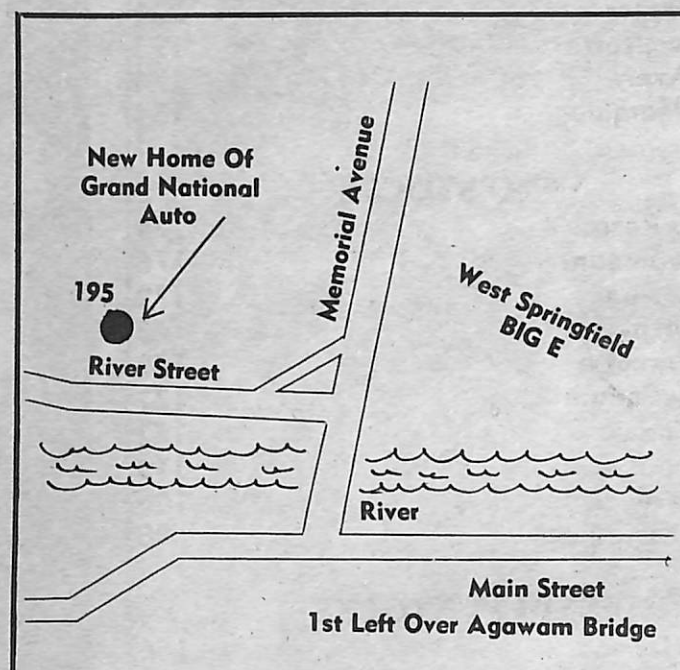 New Home Of
Grand National
Auto
195
River Street
Memorial Avenue
West Springfield
BIG E
River
Main Street
1st Left Over Agawam Bridge